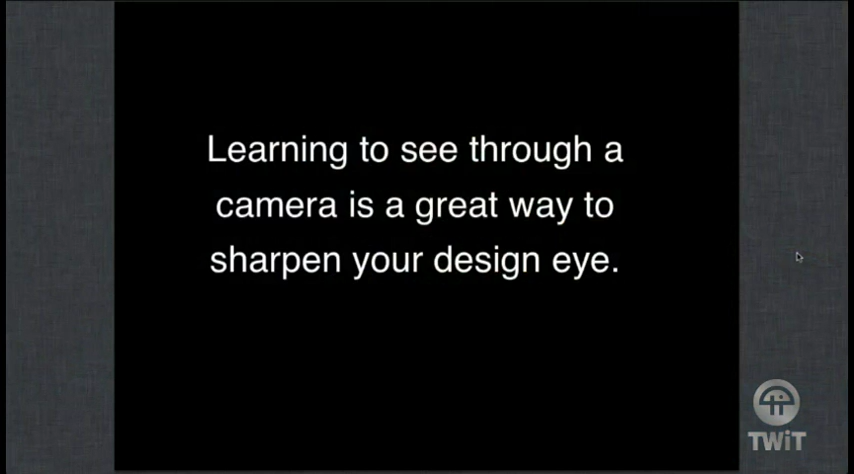 Learning to see through a
camera is a great way to
sharpen your design eye.
TWiT